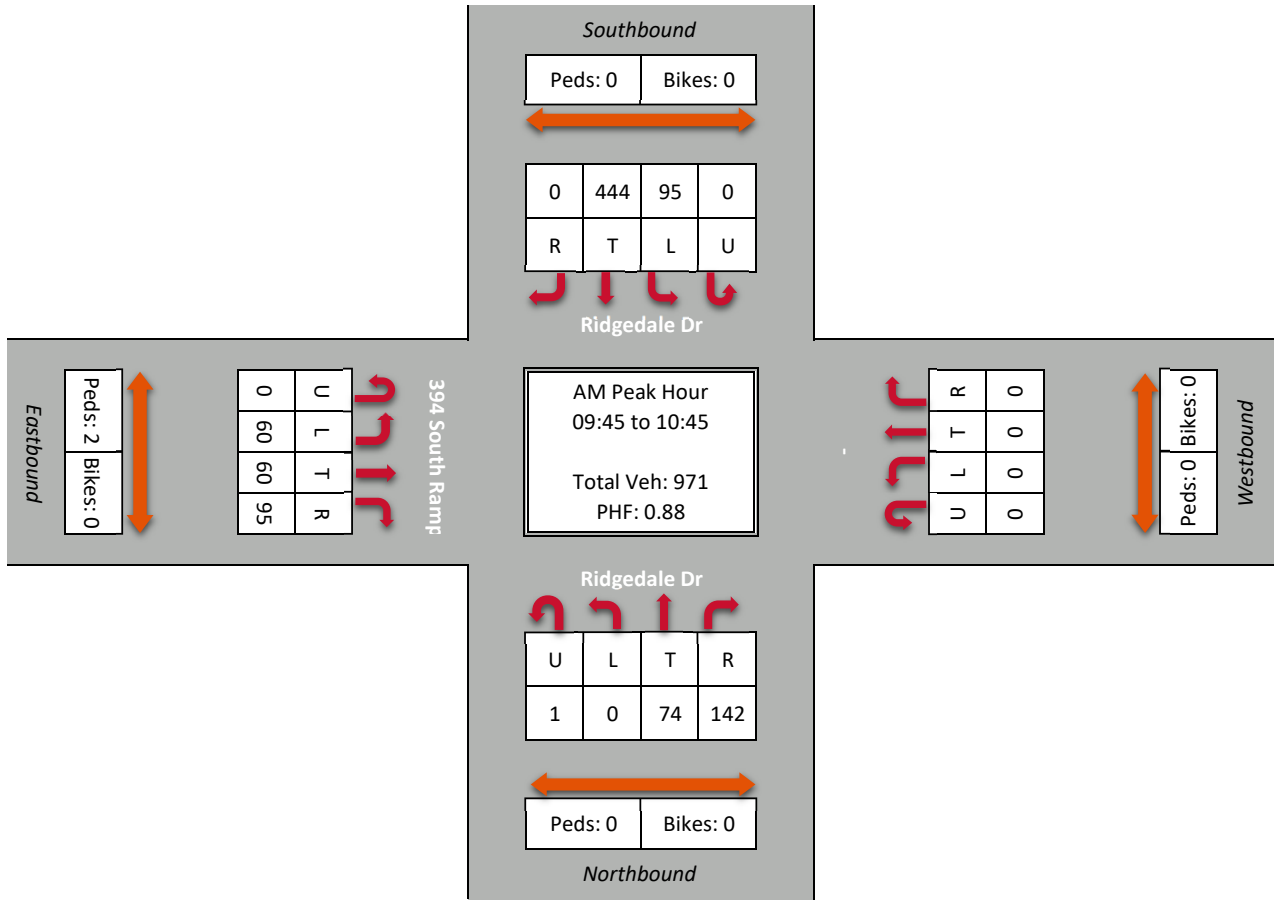 Southbound
Peds: 0 Bikes: 0
0 444 95 0
R T L U
Ridgedale Dr
Eastbound
Peds: 2 Bikes: 0
0 60 60 95
U L T R
394 South Ramp
AM Peak Hour
09:45 to 10:45
Total Veh: 971
PHF: 0.88
-
R T L U
0 0 0 0
Peds: 0 Bikes: 0
Westbound
Ridgedale Dr
U L T R
1 0 74 142
Peds: 0 Bikes: 0
Northbound